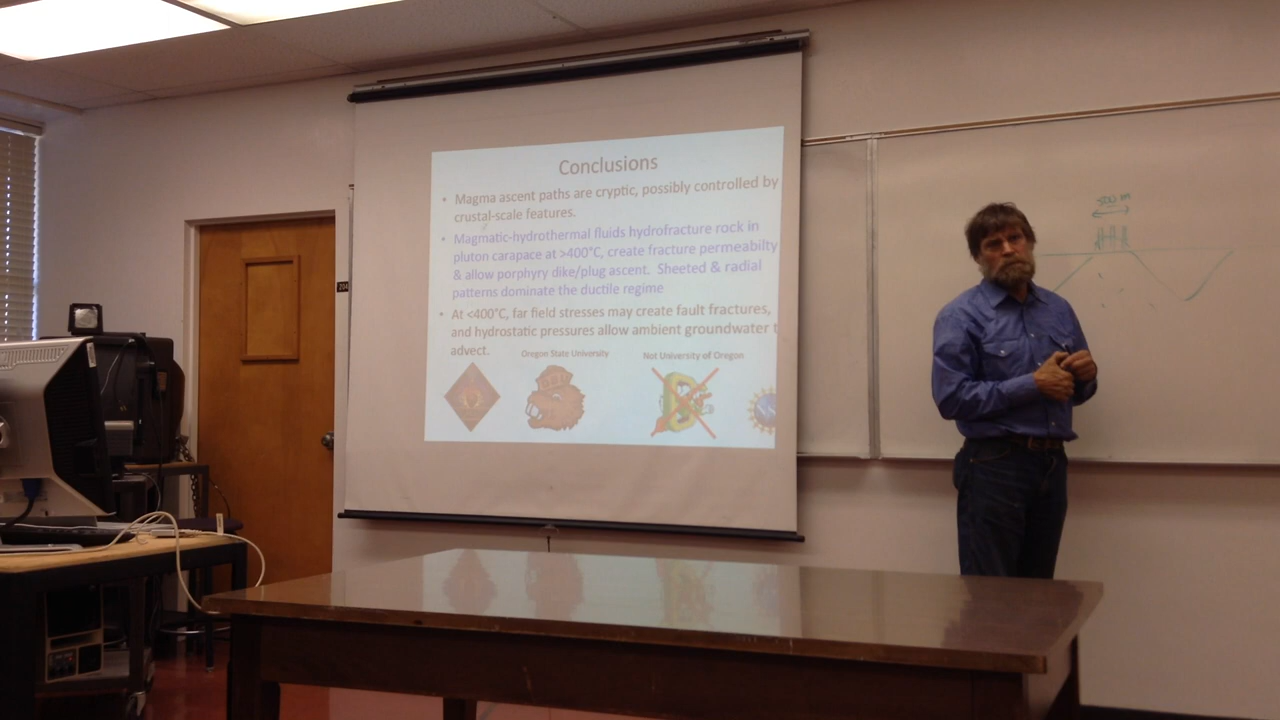 Conclusions
• Magma ascent paths are cryptic, possibly controlled by
crustal-scale features.
• Magmatic-hydrothermal fluids hydrofracture rock in
pluton carapace at >400°C, create fracture permeabilty
& allow porphyry dike/plug ascent. Sheeted & radial
patterns dominate the ductile regime
• At <400°C, far field stresses may create fault fractures,
and hydrostatic pressures allow ambient groundwater t
advect.
Oregon State University
Not University of Oregon
500 m
204